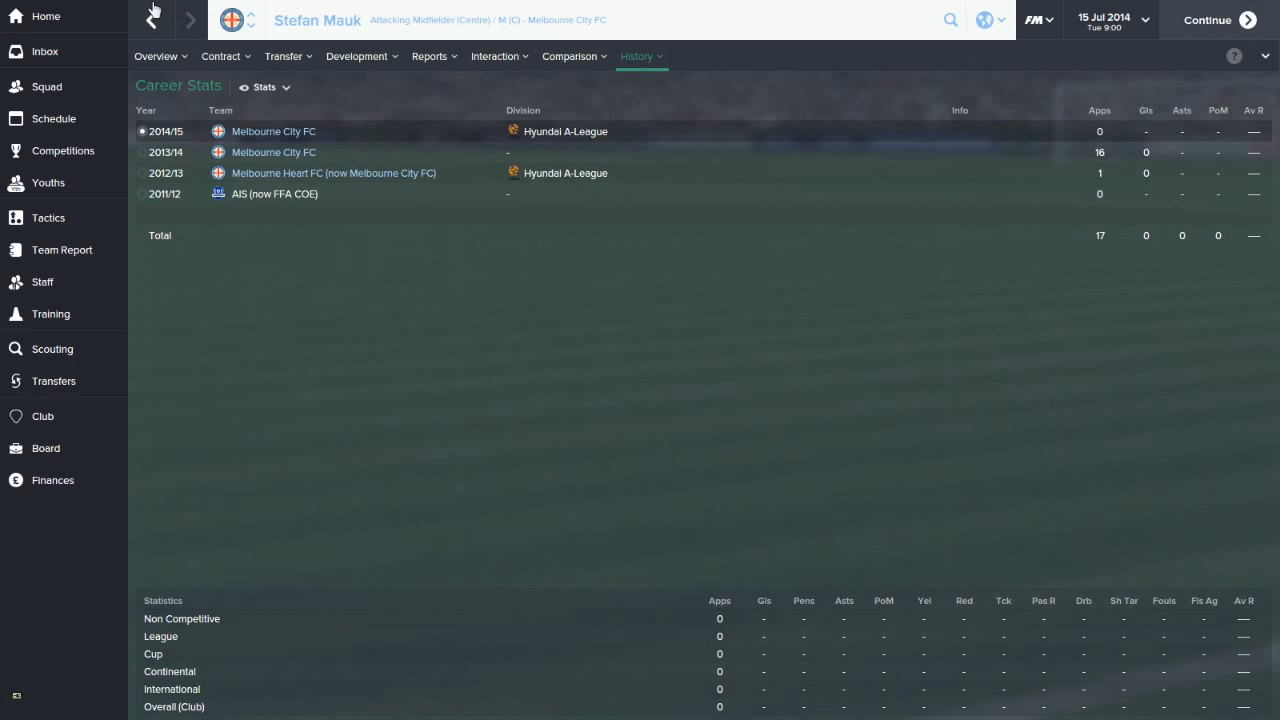 Home
Inbox
Squad
Schedule
Competitions
Youths
Tactics
Team Report
Staff
Training
Scouting
Transfers
Club
Board
Finances
Stefan Mauk Attacking Midfielder (Centre) / M (C) - Melbourne City FC
FM 15 Jul 2014 Continue
Tue 9:00
Overview Contract Transfer Development Reports Interaction Comparison History ?
Career Stats Stats
Year Team Division Info Apps Gls Asts PoM Av R
2014/15 Melbourne City FC Hyundai A-League 0 - - - ---
2013/14 Melbourne City FC - 16 0 - - ---
2012/13 Melbourne Heart FC (now Melbourne City FC) Hyundai A-League 1 0 - - ---
2011/12 AIS (now FFA COE) - 0 - - - ---
Total 17 0 0 0 ---
Statistics Apps Gls Pens Asts PoM Yel Red Tck Pas R Drb Sh Tar Fouls Fls Ag Av R
Non Competitive 0 - - - - - - - - - - - - ---
League 0 - - - - - - - - - - - - ---
Cup 0 - - - - - - - - - - - - ---
Continental 0 - - - - - - - - - - - - ---
International 0 - - - - - - - - - - - - ---
Overall (Club) 0 - - - - - - - - - - - - ---